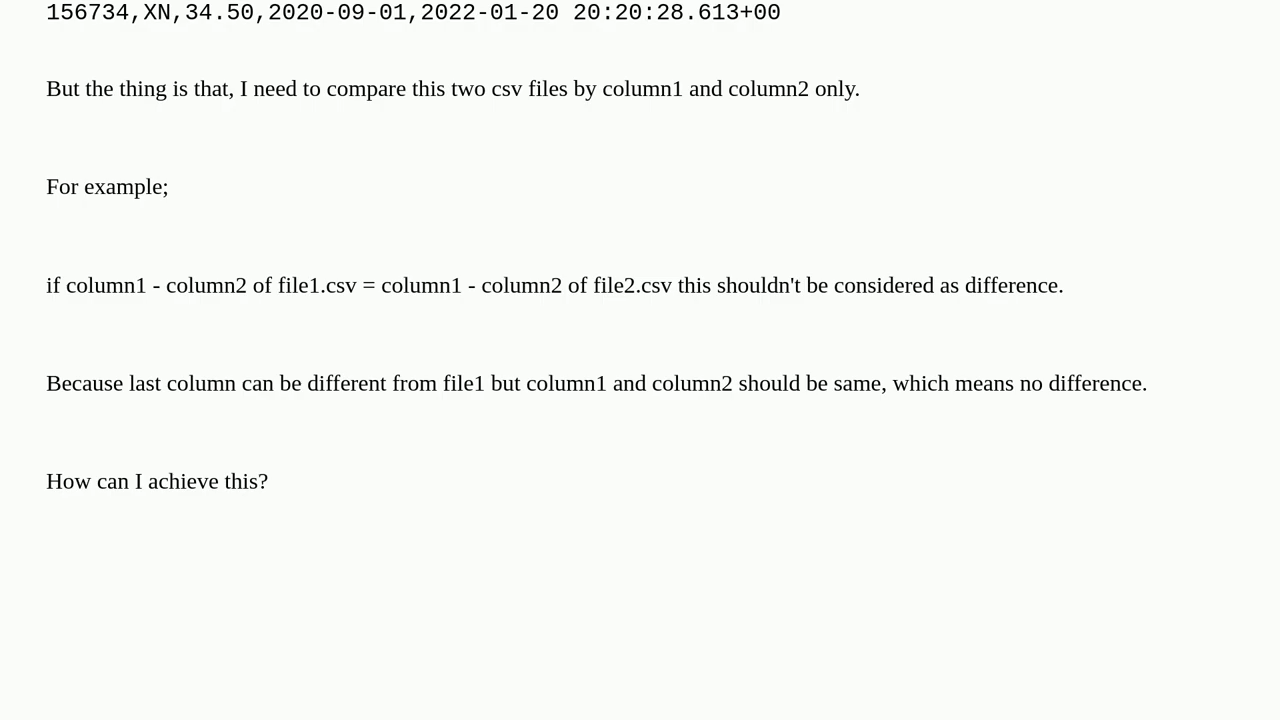 156734,XN,34.50,2020-09-01,2022-01-20 20:20:28.613+00
But the thing is that, I need to compare this two csv files by column1 and column2 only.
For example;
if column1 - column2 of file1.csv = column1 - column2 of file2.csv this shouldn't be considered as difference.
Because last column can be different from file1 but column1 and column2 should be same, which means no difference.
How can I achieve this?